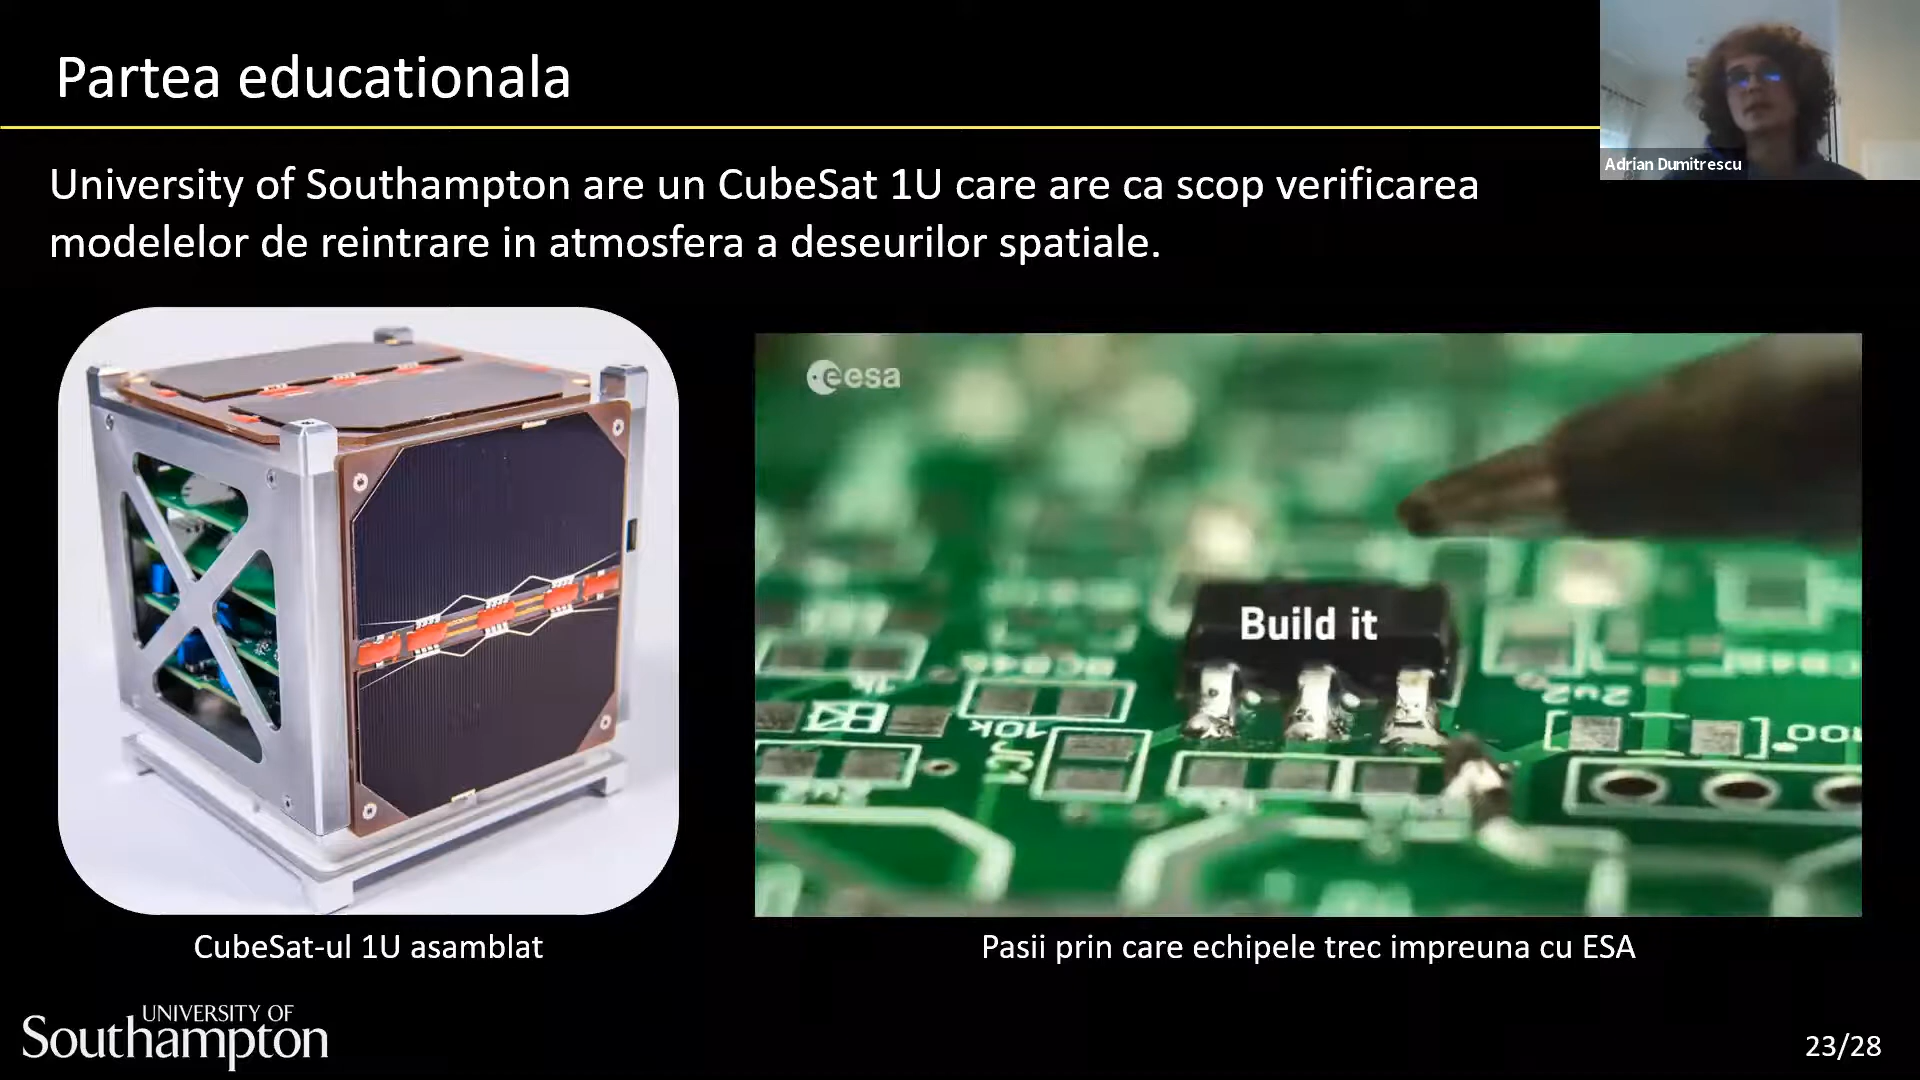 Partea educationala
Adrian Dumitrescu
University of Southampton are un CubeSat 1U care are ca scop verificarea
modelelor de reintrare in atmosfera a deseurilor spatiale.
esa
Build it
10k
2u2
CubeSat-ul 1U asamblat
Pasii prin care echipele trec impreuna cu ESA
UNIVERSITY OF
Southampton
23/28